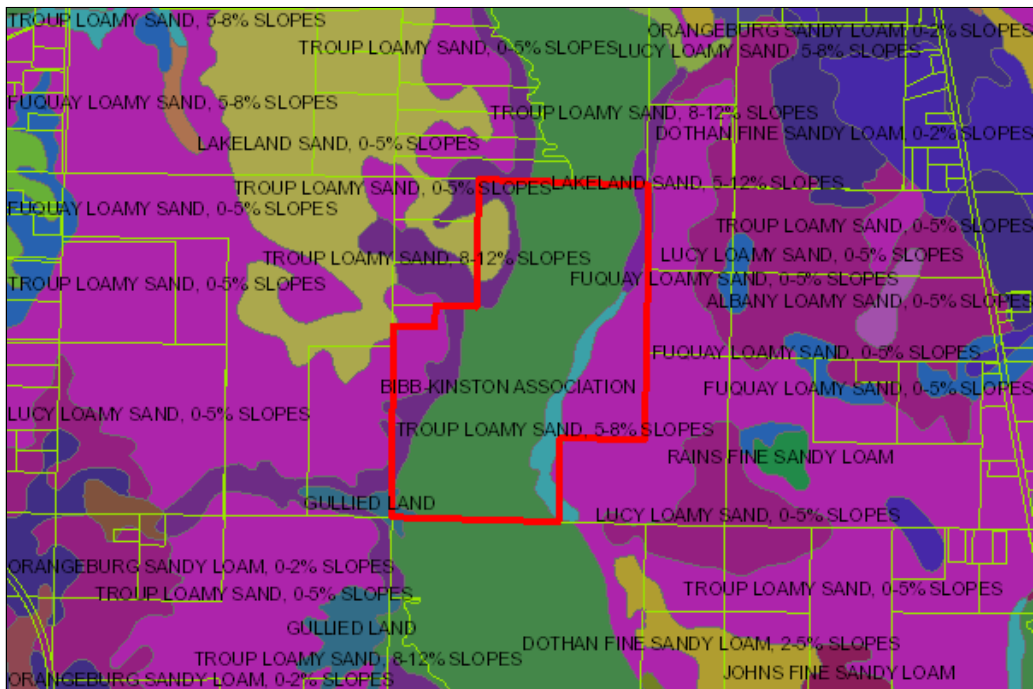 TROUP LOAMY SAND, 5-8% SLOPES
ORANGEBURG SANDY LOAM, 0-2% SLOPES
TROUP LOAMY SAND, 0-5% SLOPES
LUCY LOAMY SAND, 5-8% SLOPES
FUQUAY LOAMY SAND, 5-8% SLOPES
TROUP LOAMY SAND, 8-12% SLOPES
DOTHAN FINE SANDY LOAM, 0-2% SLOPES
LAKELAND SAND, 0-5% SLOPES
TROUP LOAMY SAND, 0-5% SLOPES
LAKELAND SAND, 5-12% SLOPES
FUQUAY LOAMY SAND, 0-5% SLOPES
TROUP LOAMY SAND, 0-5% SLOPES
TROUP LOAMY SAND, 8-12% SLOPES
LUCY LOAMY SAND, 0-5% SLOPES
TROUP LOAMY SAND, 0-5% SLOPES
FUQUAY LOAMY SAND, 0-5% SLOPES
ALBANY LOAMY SAND, 0-5% SLOPES
FUQUAY LOAMY SAND, 0-5% SLOPES
BIBB-KINSTON ASSOCIATION
FUQUAY LOAMY SAND, 0-5% SLOPES
LUCY LOAMY SAND, 0-5% SLOPES
TROUP LOAMY SAND, 5-8% SLOPES
RAINS FINE SANDY LOAM
GULLIED LAND
LUCY LOAMY SAND, 0-5% SLOPES
ORANGEBURG SANDY LOAM, 0-2% SLOPES
TROUP LOAMY SAND, 0-5% SLOPES
TROUP LOAMY SAND, 0-5% SLOPES
GULLIED LAND
DOTHAN FINE SANDY LOAM, 2-5% SLOPES
TROUP LOAMY SAND, 8-12% SLOPES
JOHNS FINE SANDY LOAM
ORANGEBURG SANDY LOAM, 0-2% SLOPES